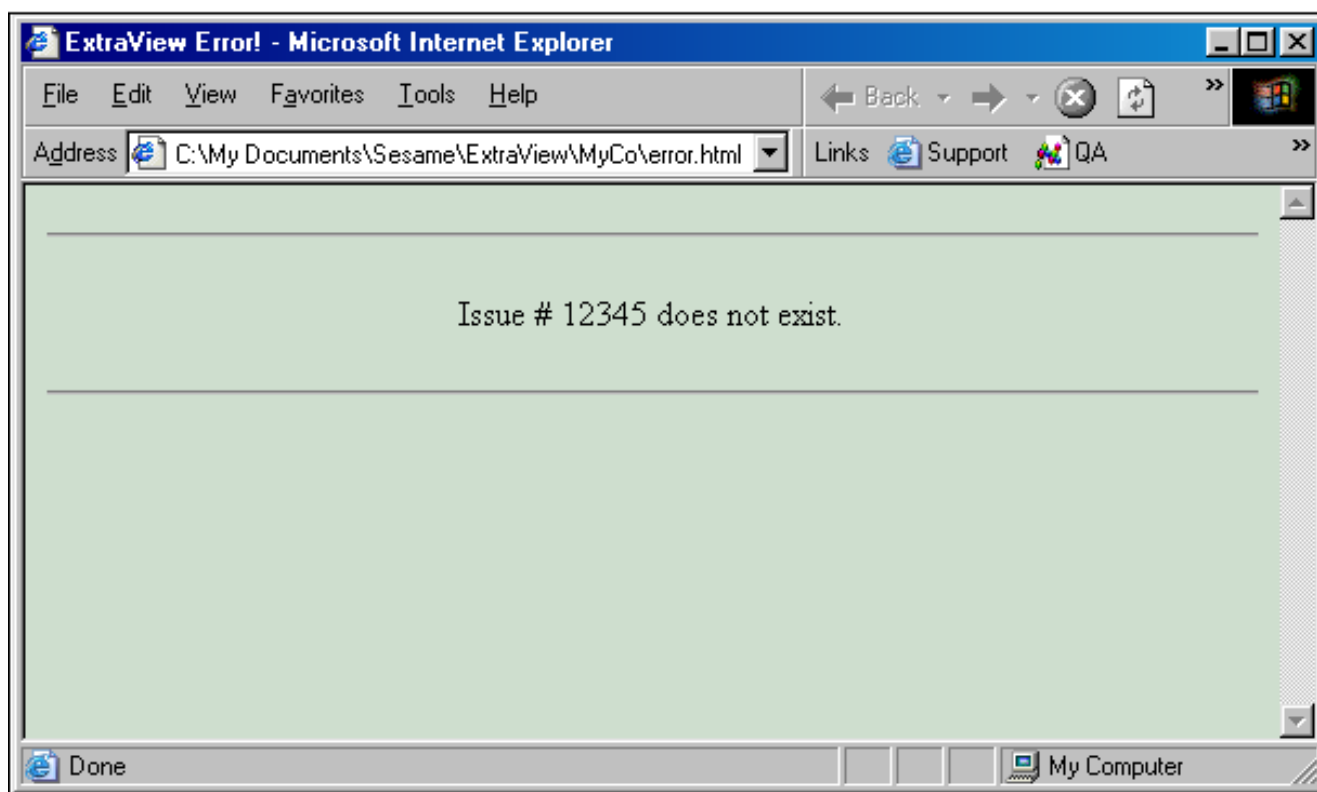 ExtraView Error! - Microsoft Internet Explorer
File Edit View Favorites Tools Help Back »
Address C:\My Documents\Sesame\ExtraView\MyCo\error.html Links Support QA »
Issue # 12345 does not exist.
Done My Computer